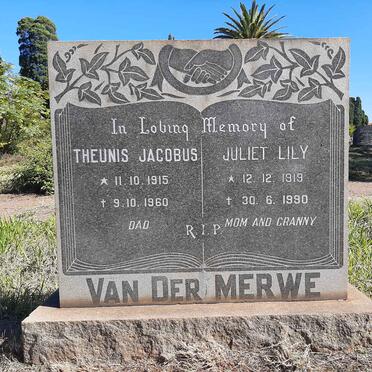 In Loving Memory of
THEUNIS JACOBUS
★ 11.10.1915
† 9.10.1960
DAD
JULIET LILY
★ 12.12.1919
† 30.6.1990
MOM AND GRANNY
R.I.P.
VAN DER MERWE